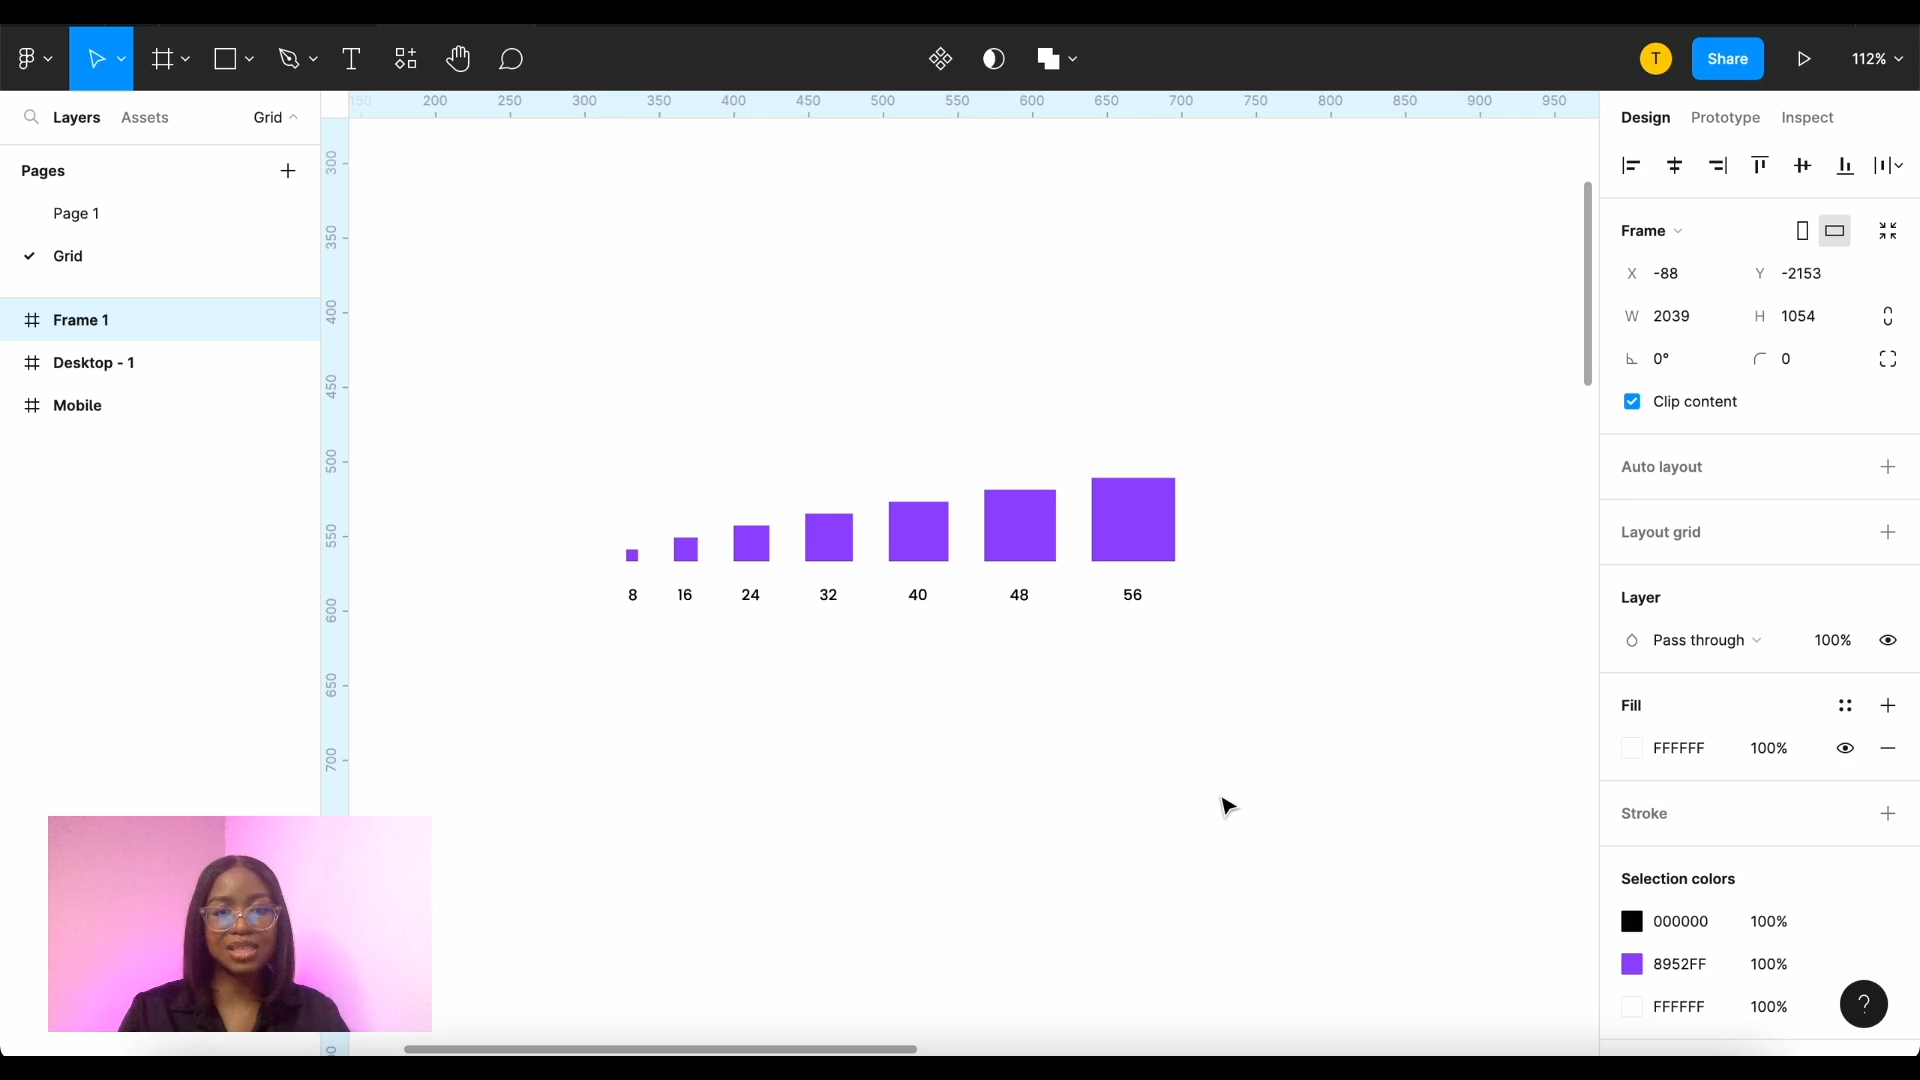 T
Share
112%
Layers Assets Grid
Pages
Page 1
Grid
Frame 1
Desktop - 1
Mobile
150 200 250 300 350 400 450 500 550 600 650 700 750 800 850 900 950
300
350
400
450
500
550
600
650
700
8 16 24 32 40 48 56
Design Prototype Inspect
Frame
X -88 Y -2153
W 2039 H 1054
0° 0
Clip content
Auto layout
Layout grid
Layer
Pass through 100%
Fill
FFFFFF 100%
Stroke
Selection colors
000000 100%
8952FF 100%
FFFFFF 100%
?